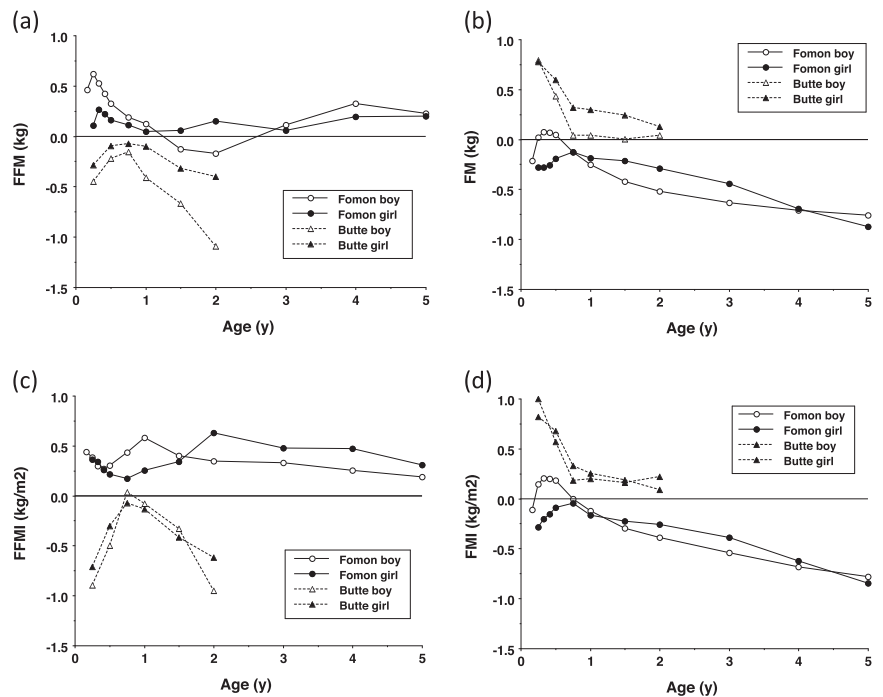 (a)
1.0
0.5
0.0
-0.5
-1.0
-1.5
FFM (kg)
Fomon boy
Fomon girl
Butte boy
Butte girl
0 1 2 3 4 5
Age (y)
(b)
1.0
0.5
0.0
-0.5
-1.0
-1.5
FM (kg)
Fomon boy
Fomon girl
Butte boy
Butte girl
0 1 2 3 4 5
Age (y)
(c)
1.0
0.5
0.0
-0.5
-1.0
-1.5
FFMI (kg/m2)
Fomon boy
Fomon girl
Butte boy
Butte girl
0 1 2 3 4 5
Age (y)
(d)
1.0
0.5
0.0
-0.5
-1.0
-1.5
FMI (kg/m2)
Fomon boy
Fomon girl
Butte boy
Butte girl
0 1 2 3 4 5
Age (y)